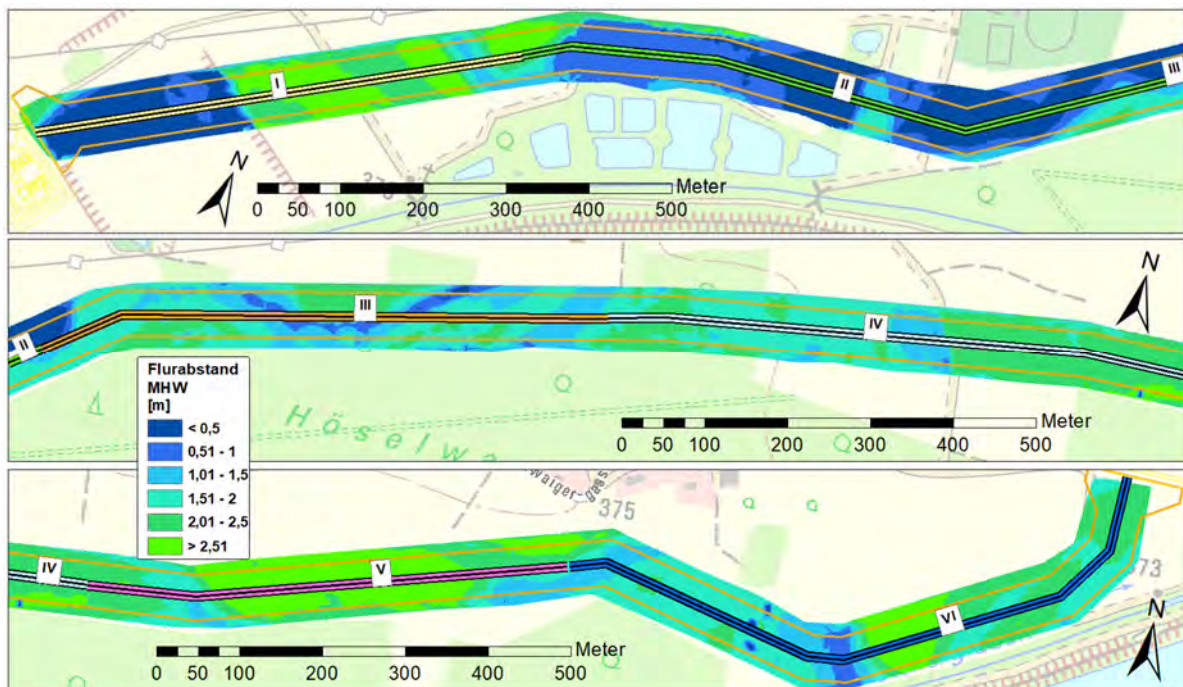 I
II
III
N
Meter
0 50 100 200 300 400 500
II
III
IV
N
Flurabstand
MHW
[m]
< 0,5
0,51 - 1
1,01 - 1,5
1,51 - 2
2,01 - 2,5
> 2,51
Höselwa
Meter
0 50 100 200 300 400 500
375
IV
V
VI
373
N
Meter
0 50 100 200 300 400 500